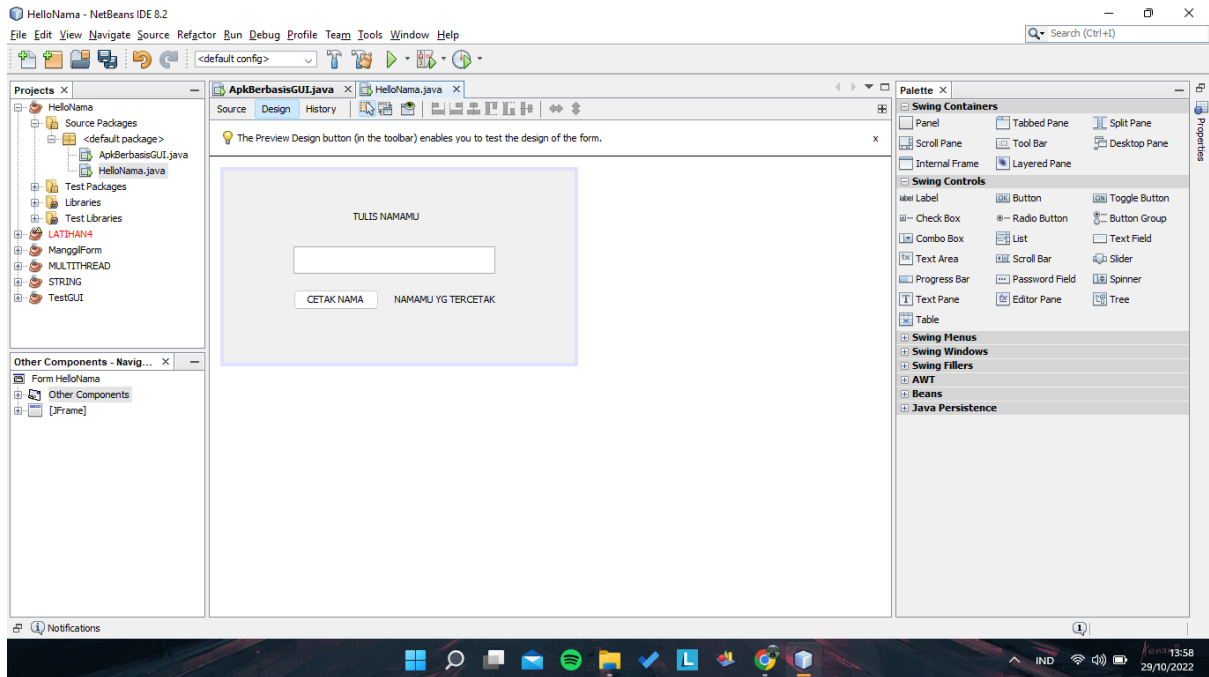 HelloNama - NetBeans IDE 8.2
File Edit View Navigate Source Refactor Run Debug Profile Team Tools Window Help
Search (Ctrl+I)
<default config>
Projects
HelloNama
Source Packages
<default package>
ApkBerbasisGUI.java
HelloNama.java
Test Packages
Libraries
Test Libraries
LATIHAN4
ManggilForm
MULTITHREAD
STRING
TestGUI
Other Components - Navig...
Form HelloNama
Other Components
[JFrame]
ApkBerbasisGUI.java HelloNama.java
Source Design History
The Preview Design button (in the toolbar) enables you to test the design of the form. x
TULIS NAMAMU
CETAK NAMA NAMAMU YG TERCETAK
Palette
Swing Containers
Panel Tabbed Pane Split Pane
Scroll Pane Tool Bar Desktop Pane
Internal Frame Layered Pane
Swing Controls
label Label OK Button ON Toggle Button
Check Box Radio Button Button Group
Combo Box List Text Field
Text Area Scroll Bar Slider
Progress Bar Password Field Spinner
Text Pane Editor Pane Tree
Table
Swing Menus
Swing Windows
Swing Fillers
AWT
Beans
Java Persistence
Properties
Notifications
1
L
IND
13:58
29/10/2022